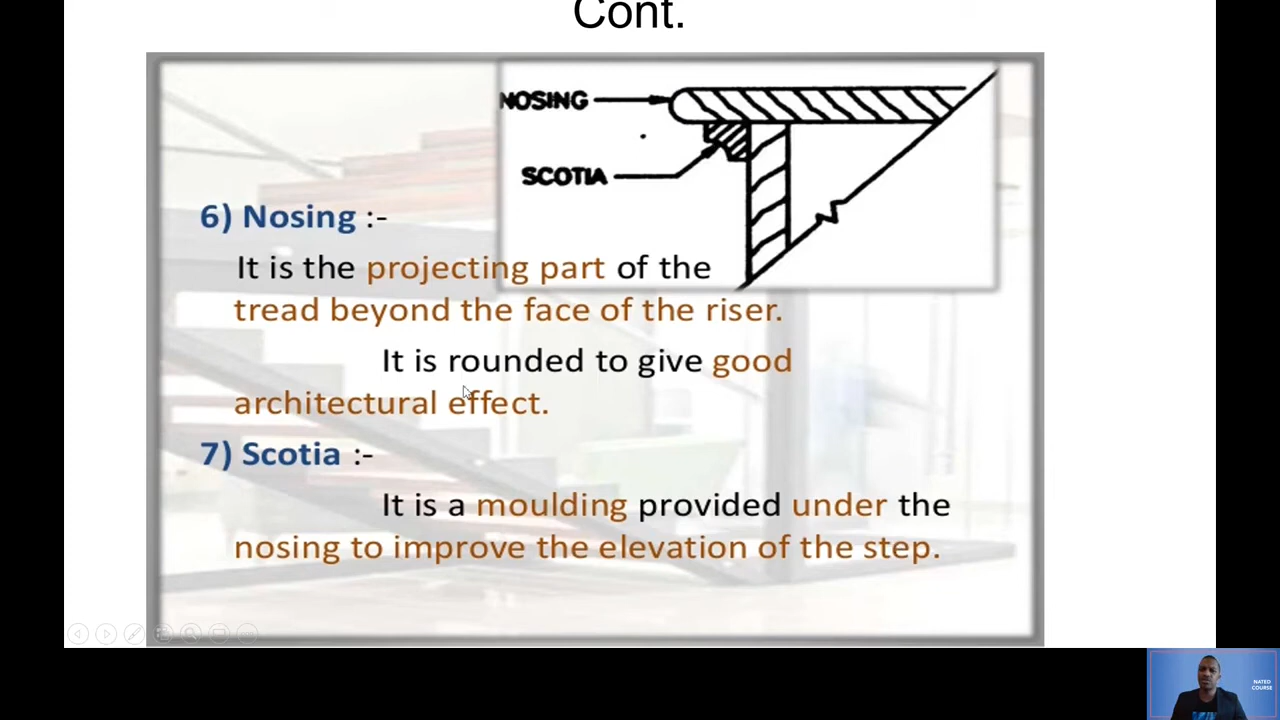 Cont.
NOSING
SCOTIA
6) Nosing :-
It is the projecting part of the
tread beyond the face of the riser.
It is rounded to give good
architectural effect.
7) Scotia :-
It is a moulding provided under the
nosing to improve the elevation of the step.
NATED
COURSE